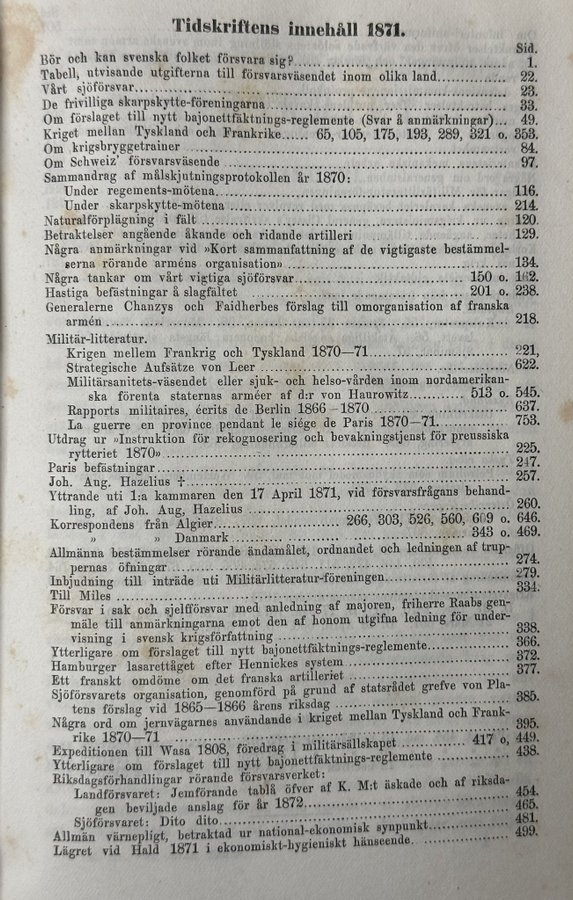 Tidskriftens innehåll 1871.
Sid.
Bör och kan svenska folket försvara sig? 1.
Tabell, utvisande utgifterna till försvarsväsendet inom olika land 22.
Vårt sjöförsvar 23.
De frivilliga skarpskytte-föreningarna 33.
Om förslaget till nytt bajonettfäktnings-reglemente (Svar å anmärkningar) 49.
Kriget mellan Tyskland och Frankrike 65, 105, 175, 193, 289, 321 o. 353.
Om krigsbryggetrainer 84.
Om Schweiz' försvarsväsende 97.
Sammandrag af målskjutningsprotokollen år 1870:
Under regements-mötena 116.
Under skarpskytte-mötena 214.
Naturalförplägning i fält 120.
Betraktelser angående åkande och ridande artilleri 129.
Några anmärkningar vid »Kort sammanfattning af de vigtigaste bestämmel-
serna rörande arméns organisation» 134.
Några tankar om vårt vigtiga sjöförsvar 150 o. 162.
Hastiga befästningar å slagfältet 201 o. 238.
Generalerne Chanzys och Faidherbes förslag till omorganisation af franska
armén 218.
Militär-litteratur.
Krigen mellem Frankrig och Tyskland 1870—71 221,
Strategische Aufsätze von Leer 622.
Militärsanitets-väsendet eller sjuk- och helso-vården inom nordamerikan-
ska förenta staternas arméer af d:r von Haurowitz 513 o. 545.
Rapports militaires, écrits de Berlin 1866—1870 637.
La guerre en province pendant le siége de Paris 1870—71. 753.
Utdrag ur »Instruktion för rekognosering och bevakningstjenst för preussiska
rytteriet 1870» 225.
Paris befästningar 247.
Joh. Aug. Hazelius † 257.
Yttrande uti 1:a kammaren den 17 April 1871, vid försvarsfrågans behand-
ling, af Joh. Aug, Hazelius 260.
Korrespondens från Algier 266, 303, 526, 560, 609 o. 646.
» » Danmark 343 o. 469.
Allmänna bestämmelser rörande ändamålet, ordnandet och ledningen af trup-
pernas öfningar 274.
Inbjudning till inträde uti Militärlitteratur-föreningen 279.
Till Miles 334.
Försvar i sak och sjelfförsvar med anledning af majoren, friherre Raabs gen-
mäle till anmärkningarna emot den af honom utgifna ledning för under-
visning i svensk krigsförfattning 338.
Ytterligare om förslaget till nytt bajonettfäktnings-reglemente 366.
Hamburger lasarettåget efter Hennickes system 372.
Ett franskt omdöme om det franska artilleriet 377.
Sjöförsvarets organisation, genomförd på grund af statsrådet grefve von Pla-
tens förslag vid 1865—1866 årens riksdag 385.
Några ord om jernvägarnes användande i kriget mellan Tyskland och Frank-
rike 1870—71 395.
Expeditionen till Wasa 1808, föredrag i militärsällskapet 417 o, 449.
Ytterligare om förslaget till nytt bajonettfäktnings-reglemente 438.
Riksdagsförhandlingar rörande försvarsverket:
Landförsvaret: Jemförande tablå öfver af K. M:t äskade och af riksda-
gen beviljade anslag för år 1872 454.
Sjöförsvaret: Dito dito 465.
Allmän värnepligt, betraktad ur national-ekonomisk synpunkt 481.
Lägret vid Hald 1871 i ekonomiskt-hygieniskt hänseende. 499.